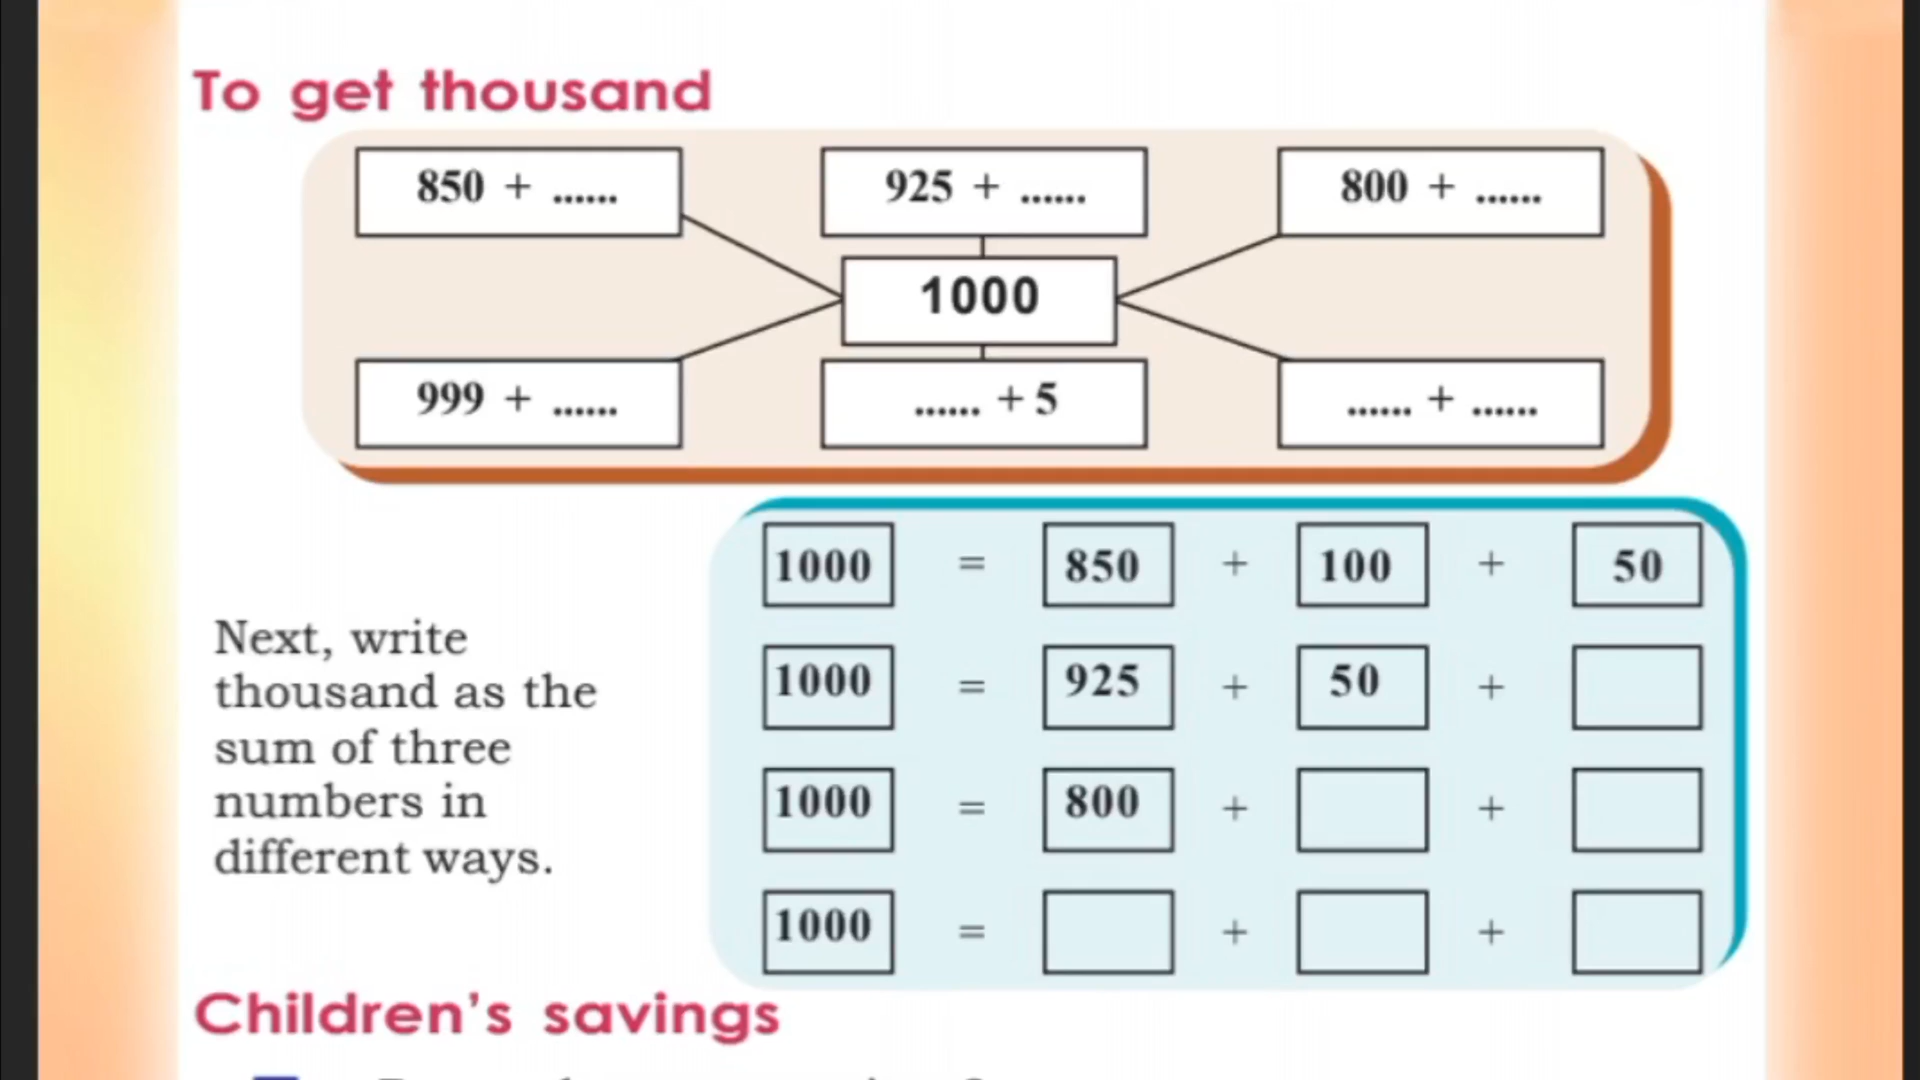 To get thousand
850 + ......
925 + ......
800 + ......
1000
999 + ......
...... + 5
...... + ......
1000 = 850 + 100 + 50
1000 = 925 + 50 +
1000 = 800 + +
1000 = + +
Next, write
thousand as the
sum of three
numbers in
different ways.
Children's savings